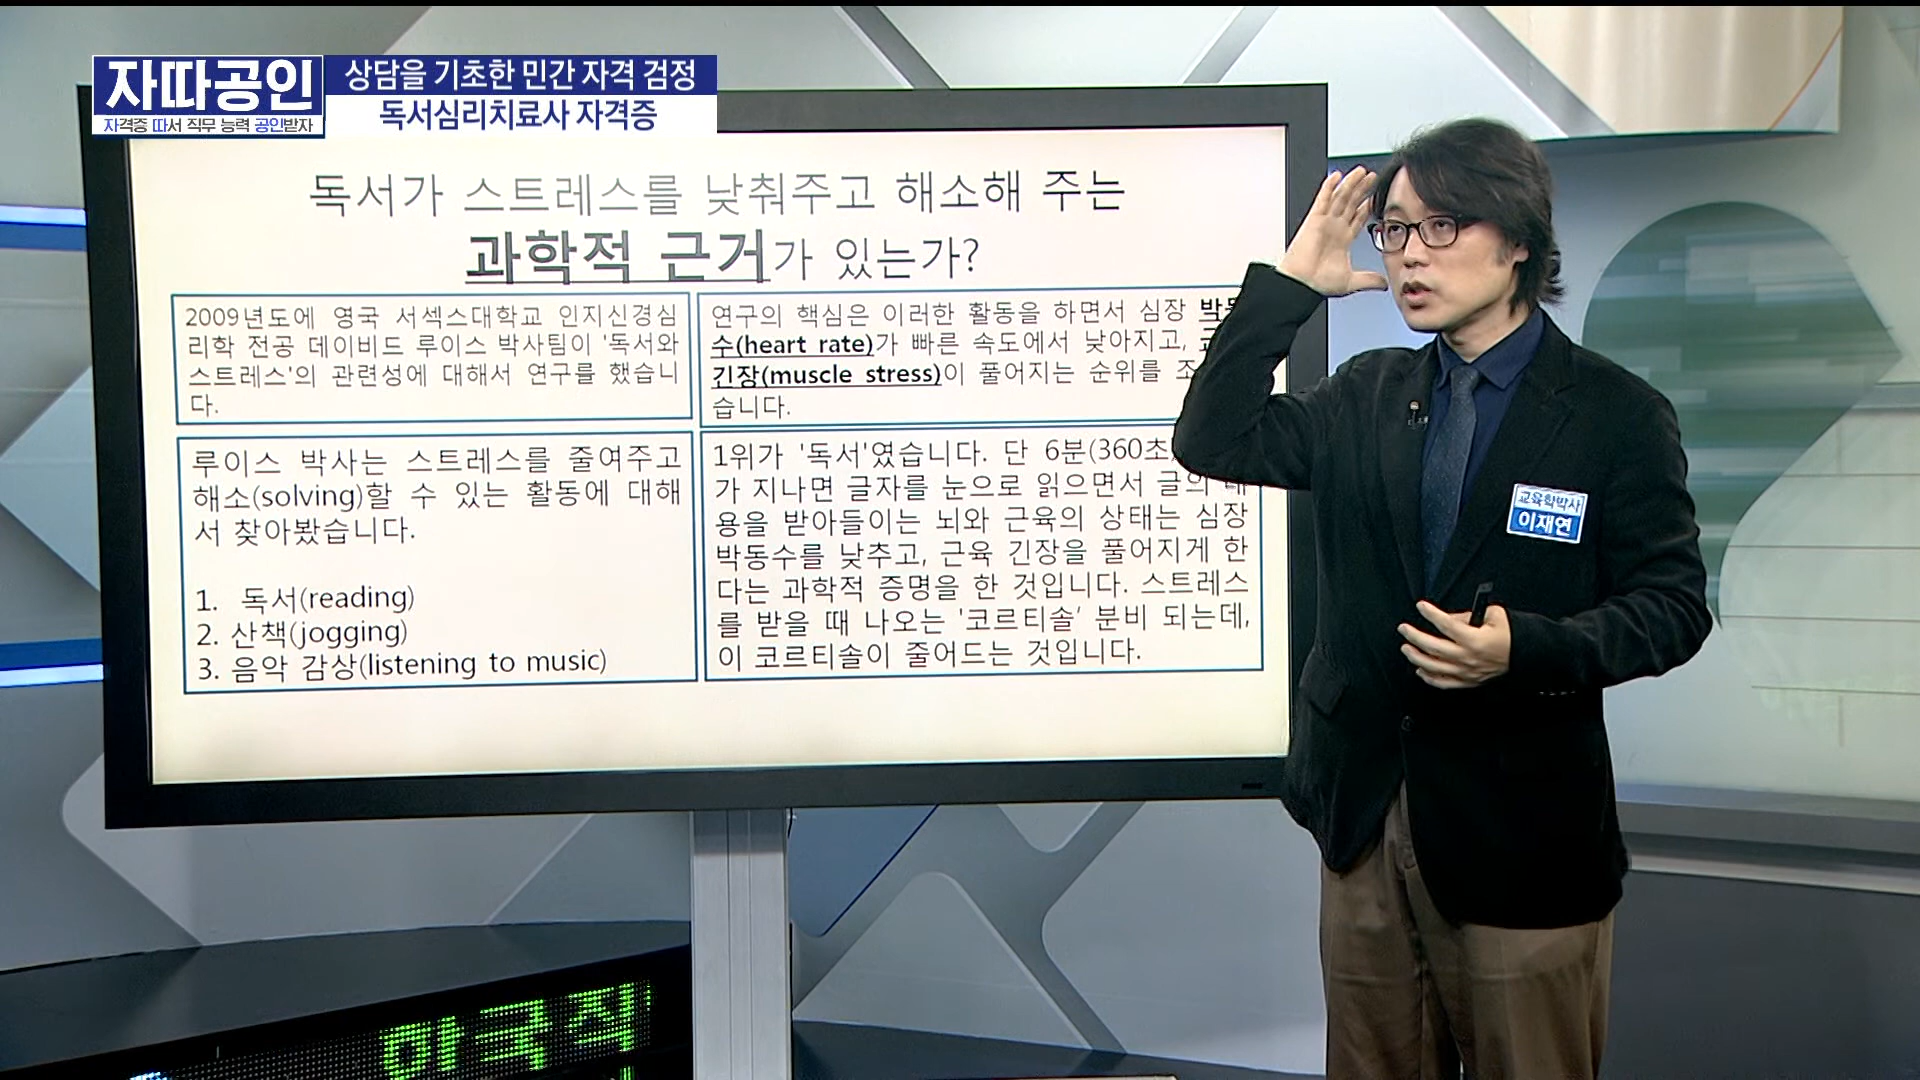 자따공인
자격증 따서 직무 능력 공인받자
상담을 기초한 민간 자격 검정
독서심리치료사 자격증
독서가 스트레스를 낮춰주고 해소해 주는
과학적 근거가 있는가?
2009년도에 영국 서섹스대학교 인지신경심
리학 전공 데이비드 루이스 박사팀이 '독서와
스트레스'의 관련성에 대해서 연구를 했습니
다.
연구의 핵심은 이러한 활동을 하면서 심장
수(heart rate)가 빠른 속도에서 낮아지고,
긴장(muscle stress)이 풀어지는 순위를
습니다.
루이스 박사는 스트레스를 줄여주고
해소(solving)할 수 있는 활동에 대해
서 찾아봤습니다.
1. 독서(reading)
2. 산책(jogging)
3. 음악 감상(listening to music)
1위가 '독서'였습니다. 단 6분(360초)
가 지나면 글자를 눈으로 읽으면서 글의
용을 받아들이는 뇌와 근육의 상태는 심장
박동수를 낮추고, 근육 긴장을 풀어지게 한
다는 과학적 증명을 한 것입니다. 스트레스
를 받을 때 나오는 '코르티솔' 분비 되는데,
이 코르티솔이 줄어드는 것입니다.
교육학박사
이재연
한국직